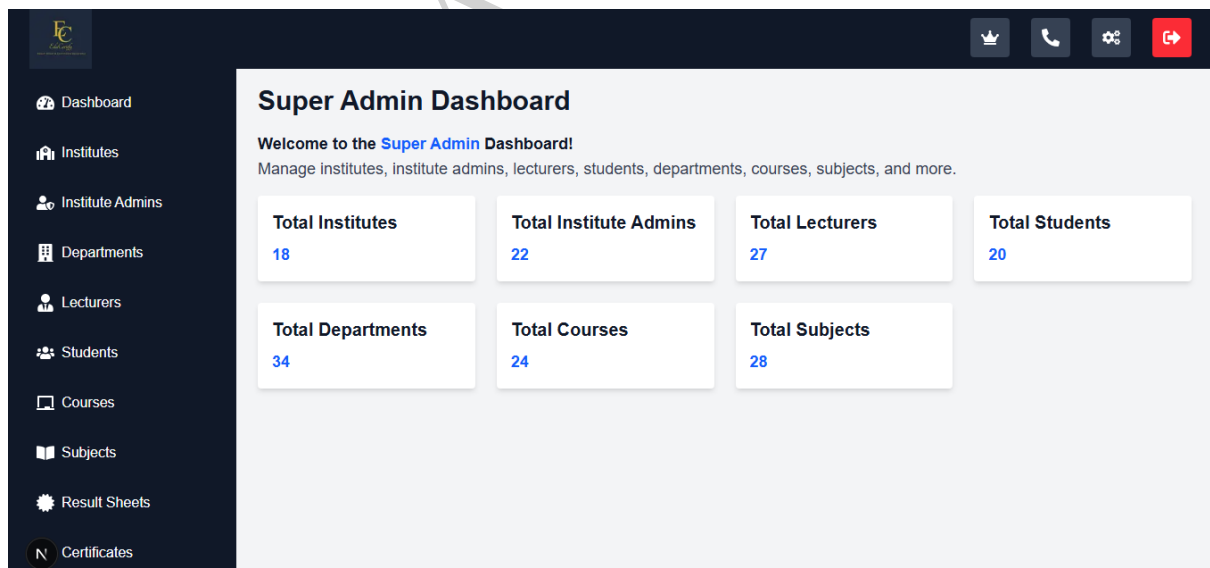 EC
Dashboard
Institutes
Institute Admins
Departments
Lecturers
Students
Courses
Subjects
Result Sheets
N
Certificates
Super Admin Dashboard
Welcome to the Super Admin Dashboard!
Manage institutes, institute admins, lecturers, students, departments, courses, subjects, and more.
Total Institutes
18
Total Institute Admins
22
Total Lecturers
27
Total Students
20
Total Departments
34
Total Courses
24
Total Subjects
28